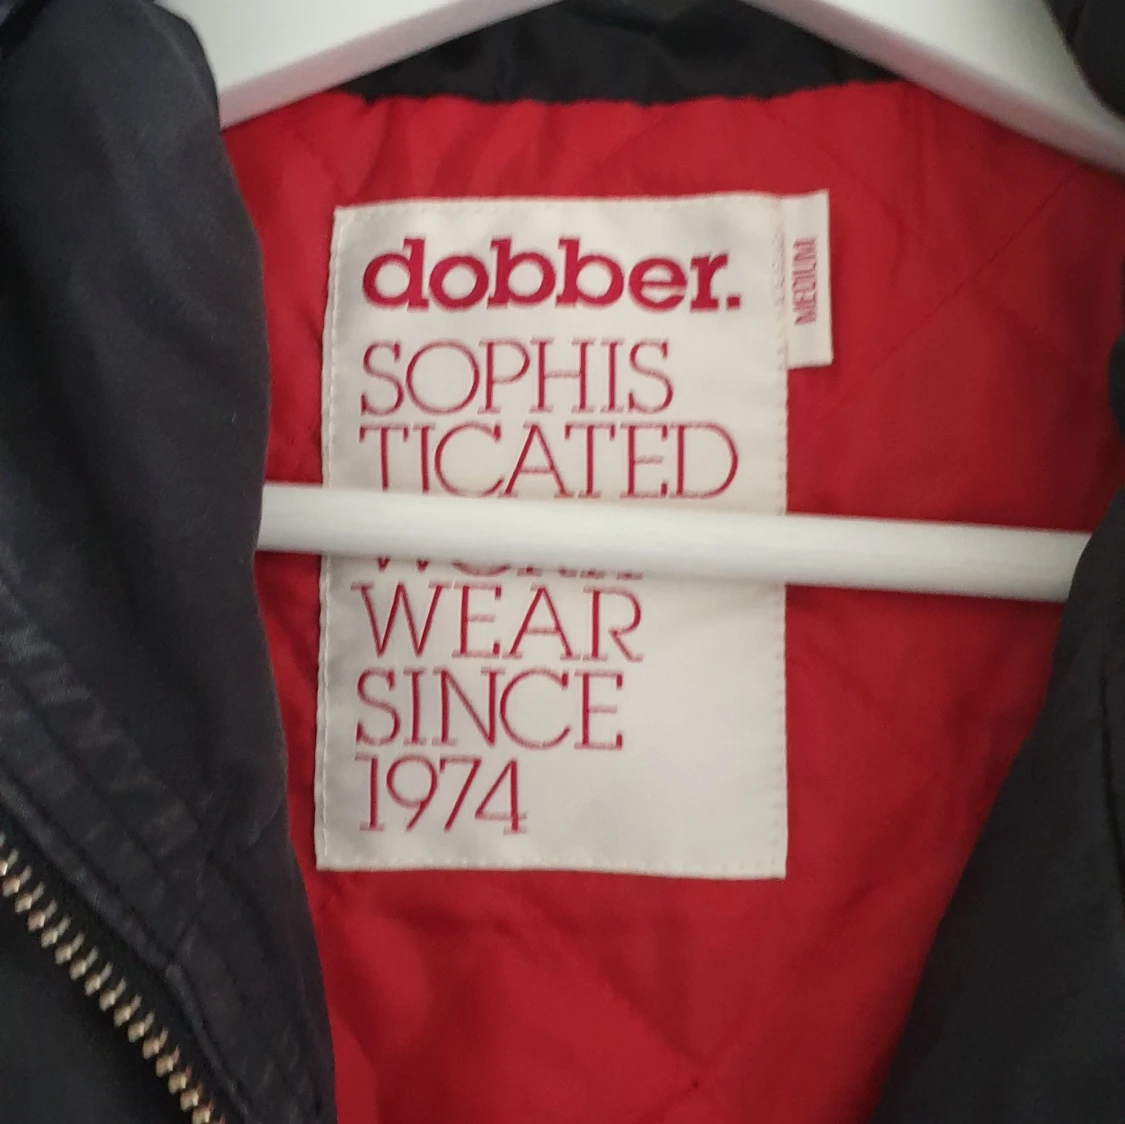 dobber.
MEDIUM
SOPHIS
TICATED
WEAR
SINCE
1974